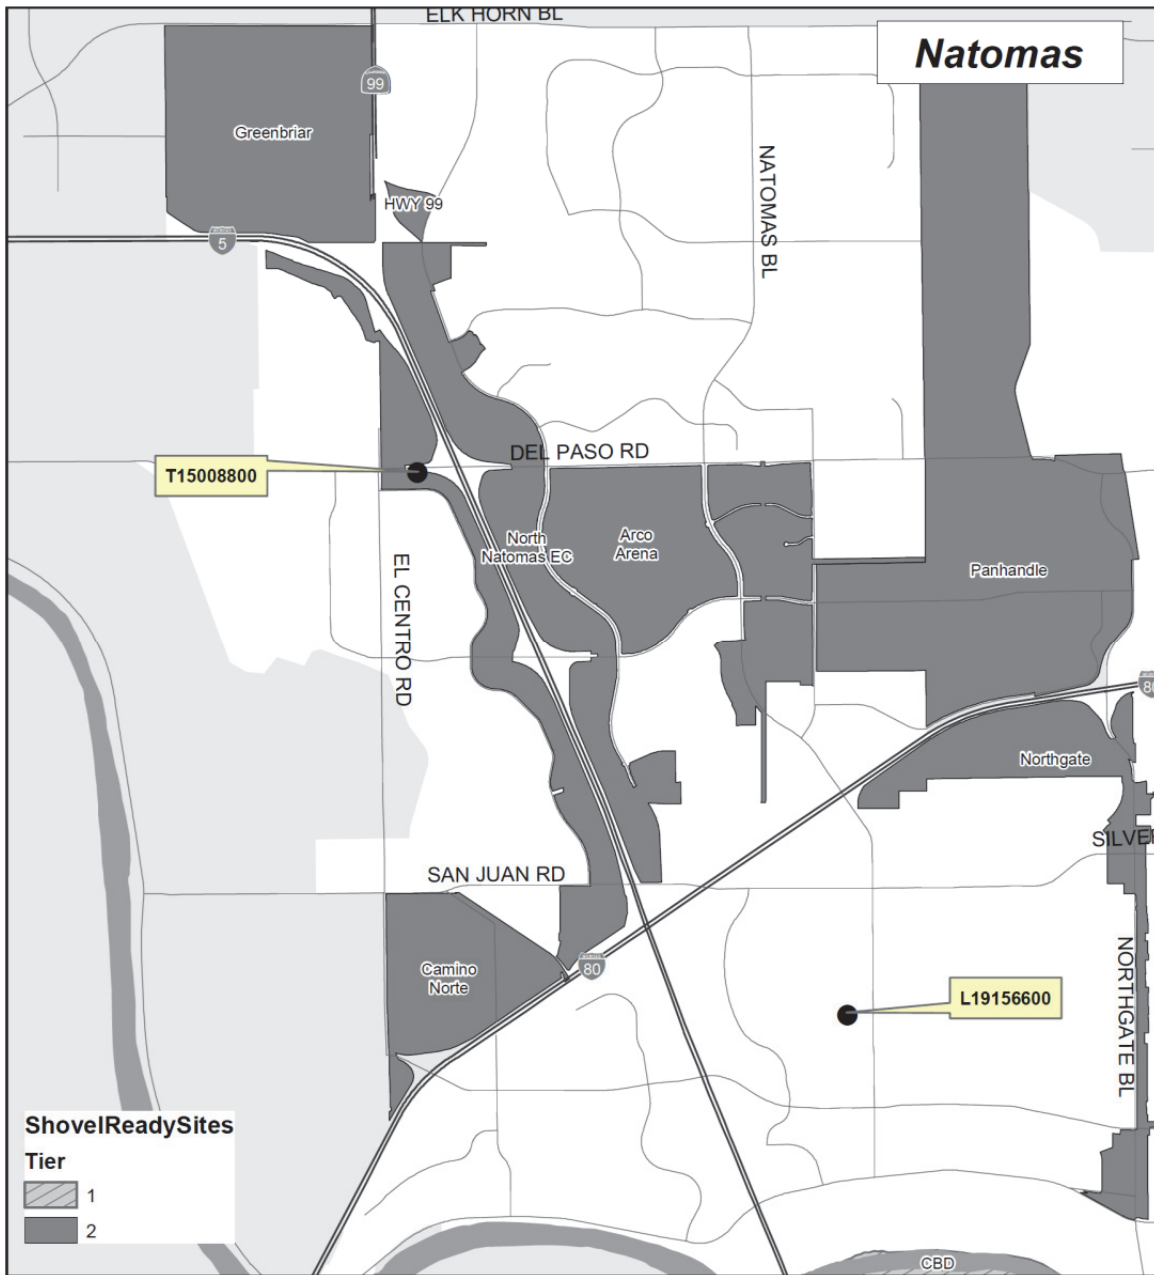 ELK HORN BL
Natomas
99
Greenbriar
HWY 99
NATOMAS BL
5
DEL PASO RD
T15008800
North
Natomas EC
Arco
Arena
Panhandle
EL CENTRO RD
80
Northgate
SILVER
SAN JUAN RD
Camino
Norte
80
L19156600
NORTHGATE BL
ShovelReadySites
Tier
1
2
CBD